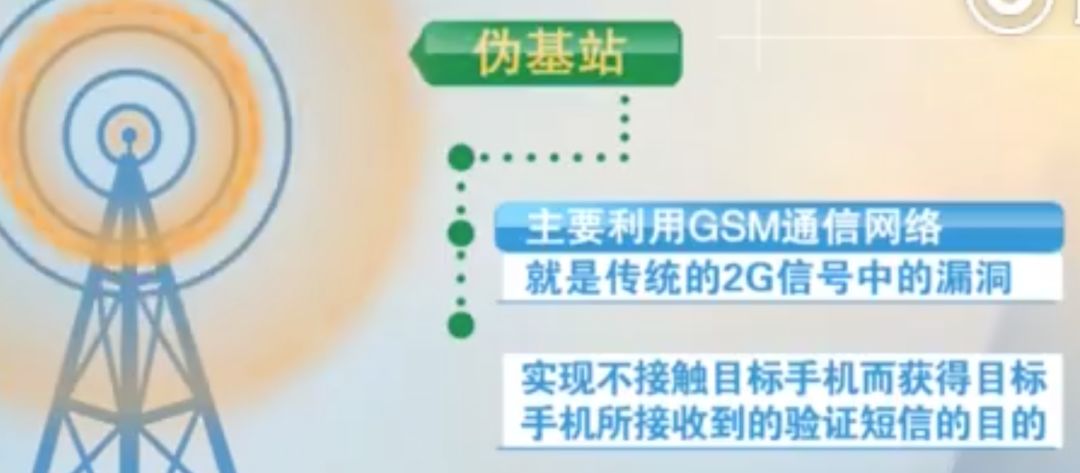 伪基站
主要利用GSM通信网络
就是传统的2G信号中的漏洞
实现不接触目标手机而获得目标
手机所接收到的验证短信的目的